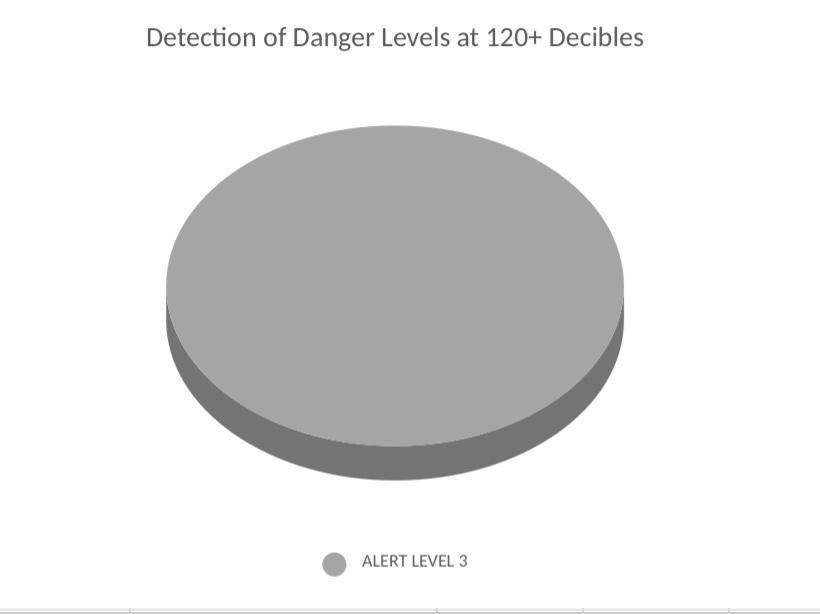 Detection of Danger Levels at 120+ Decibles
ALERT LEVEL 3